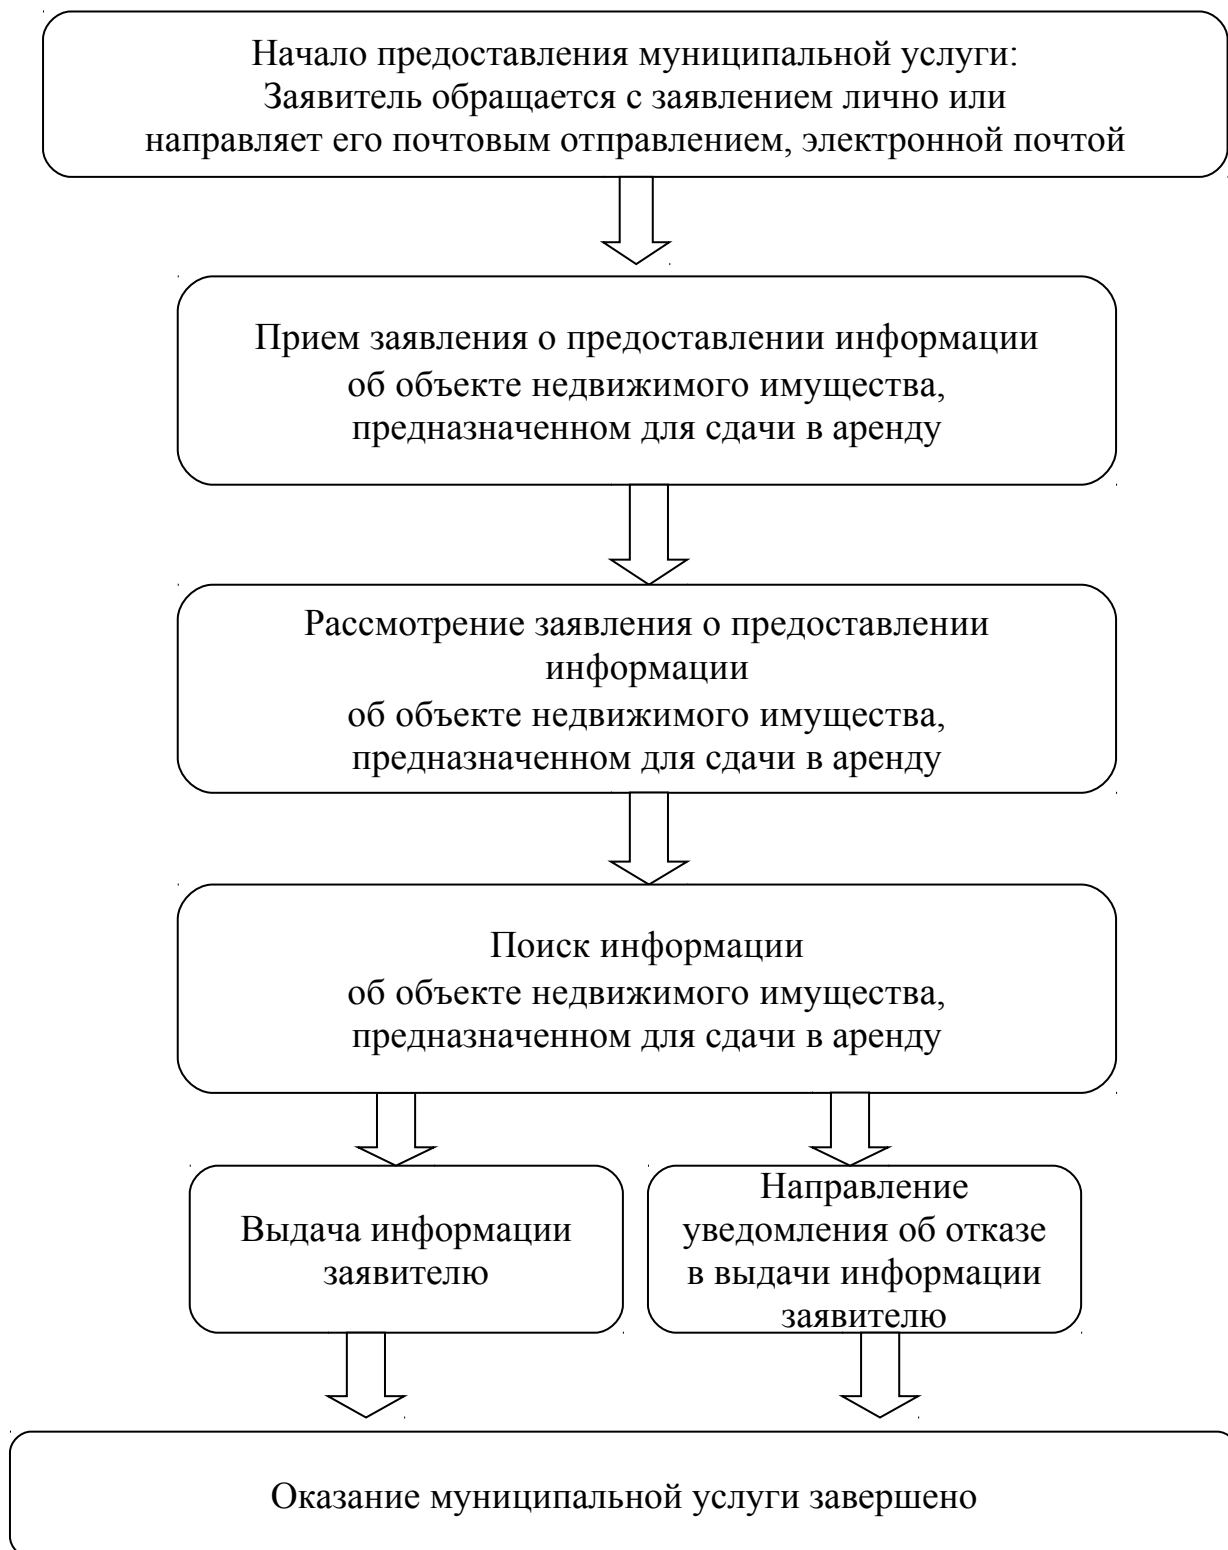 Начало предоставления муниципальной услуги:
Заявитель обращается с заявлением лично или
направляет его почтовым отправлением, электронной почтой
Прием заявления о предоставлении информации
об объекте недвижимого имущества,
предназначенном для сдачи в аренду
Рассмотрение заявления о предоставлении
информации
об объекте недвижимого имущества,
предназначенном для сдачи в аренду
Поиск информации
об объекте недвижимого имущества,
предназначенном для сдачи в аренду
Выдача информации
заявителю
Направление
уведомления об отказе
в выдачи информации
заявителю
Оказание муниципальной услуги завершено